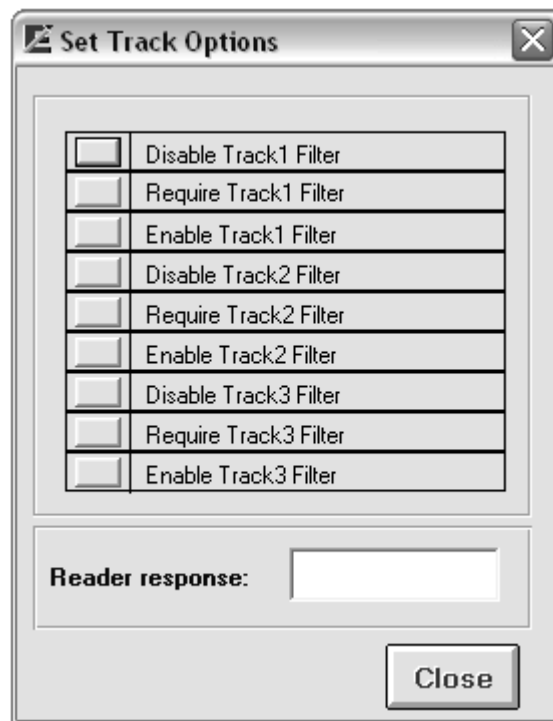 Set Track Options
Disable Track1 Filter
Require Track1 Filter
Enable Track1 Filter
Disable Track2 Filter
Require Track2 Filter
Enable Track2 Filter
Disable Track3 Filter
Require Track3 Filter
Enable Track3 Filter
Reader response:
Close